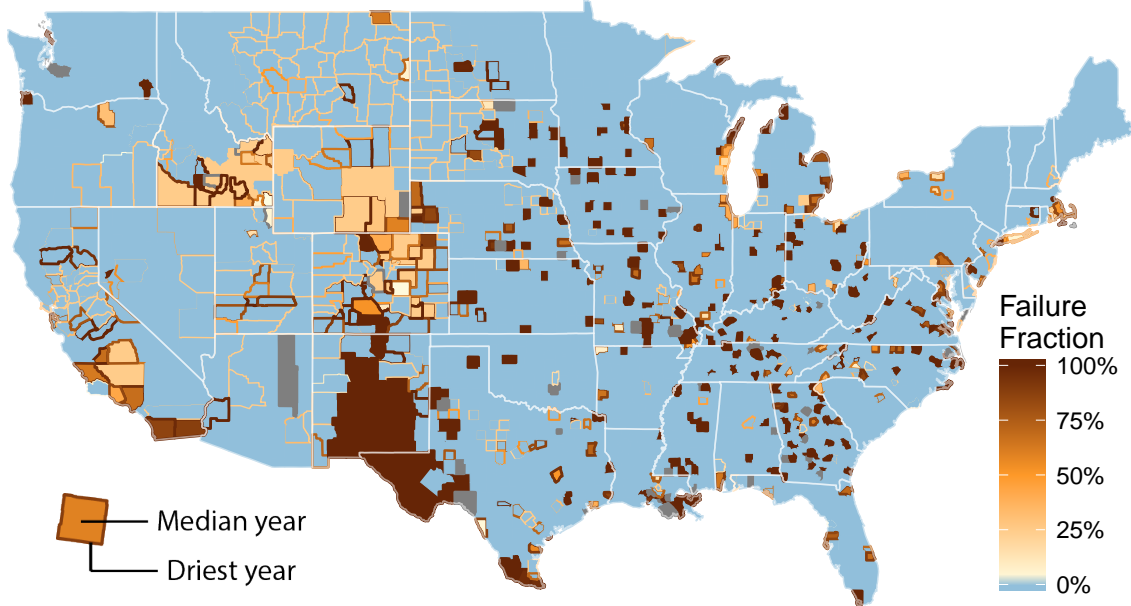 Failure
Fraction
100%
75%
50%
25%
0%
Median year
Driest year